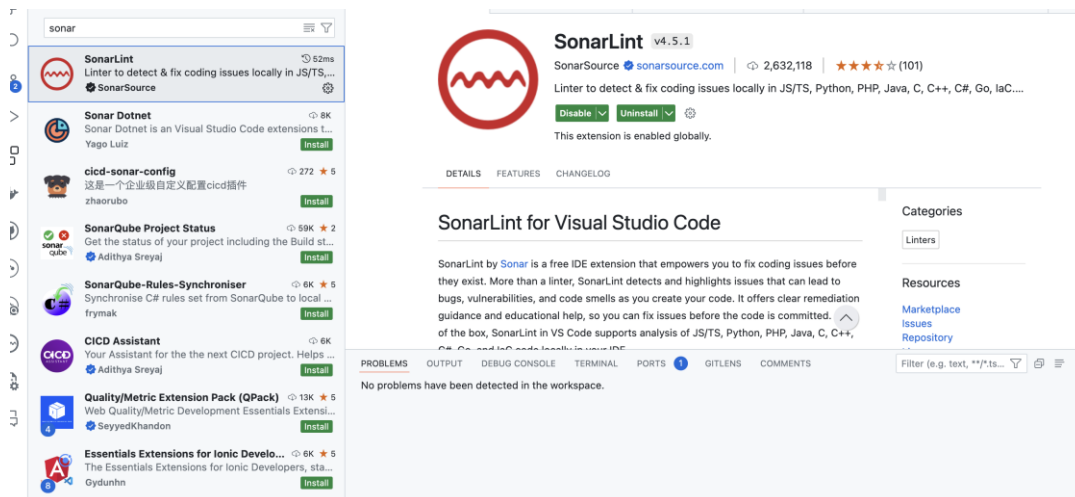 sonar
SonarLint 52ms
Linter to detect & fix coding issues locally in JS/TS,...
SonarSource
Sonar Dotnet 8K
Sonar Dotnet is an Visual Studio Code extensions t...
Yago Luiz Install
cicd-sonar-config 272 ★ 5
这是一个企业级自定义配置cicd插件
zhaorubo Install
sonar
qube
SonarQube Project Status 59K ★ 2
Get the status of your project including the Build st...
Adithya Sreyaj Install
C#
SonarQube-Rules-Synchroniser 6K ★ 5
Synchronise C# rules set from SonarQube to local ...
frymak Install
CICD
CICD Assistant 6K
Your Assistant for the the next CICD project. Helps ...
Adithya Sreyaj Install
4
Quality/Metric Extension Pack (QPack) 13K ★ 5
Web Quality/Metric Development Essentials Extensi...
SeyyedKhandon Install
A
8
Essentials Extensions for Ionic Develo... 6K ★ 5
The Essentials Extensions for Ionic Developers, sta...
Gydunhn Install
2
SonarLint v4.5.1
SonarSource sonarsource.com | 2,632,118 | ★★★★☆ (101)
Linter to detect & fix coding issues locally in JS/TS, Python, PHP, Java, C, C++, C#, Go, IaC....
Disable Uninstall
This extension is enabled globally.
DETAILS FEATURES CHANGELOG
SonarLint for Visual Studio Code
SonarLint by Sonar is a free IDE extension that empowers you to fix coding issues before
they exist. More than a linter, SonarLint detects and highlights issues that can lead to
bugs, vulnerabilities, and code smells as you create your code. It offers clear remediation
guidance and educational help, so you can fix issues before the code is committed.
of the box, SonarLint in VS Code supports analysis of JS/TS, Python, PHP, Java, C, C++,
C#, Go, and IaC code locally in your IDE.
Categories
Linters
Resources
Marketplace
Issues
Repository
PROBLEMS OUTPUT DEBUG CONSOLE TERMINAL PORTS 1 GITLENS COMMENTS
Filter (e.g. text, **/*.ts...
No problems have been detected in the workspace.